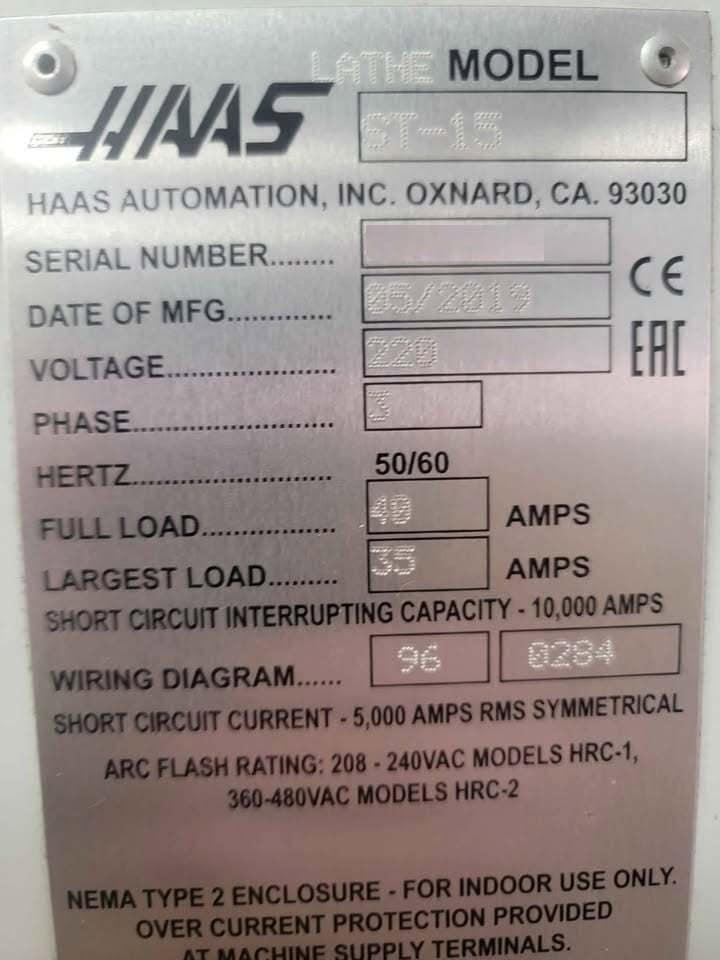 LATHE MODEL
HAAS
ST-15
HAAS AUTOMATION, INC. OXNARD, CA. 93030
SERIAL NUMBER........
DATE OF MFG............. 05/2019 CE
VOLTAGE..................... 220 EAC
PHASE......................... 3
HERTZ......................... 50/60
FULL LOAD................ 40 AMPS
LARGEST LOAD......... 35 AMPS
SHORT CIRCUIT INTERRUPTING CAPACITY - 10,000 AMPS
WIRING DIAGRAM...... 96 0284
SHORT CIRCUIT CURRENT - 5,000 AMPS RMS SYMMETRICAL
ARC FLASH RATING: 208 - 240VAC MODELS HRC-1,
360-480VAC MODELS HRC-2
NEMA TYPE 2 ENCLOSURE - FOR INDOOR USE ONLY.
OVER CURRENT PROTECTION PROVIDED
AT MACHINE SUPPLY TERMINALS.